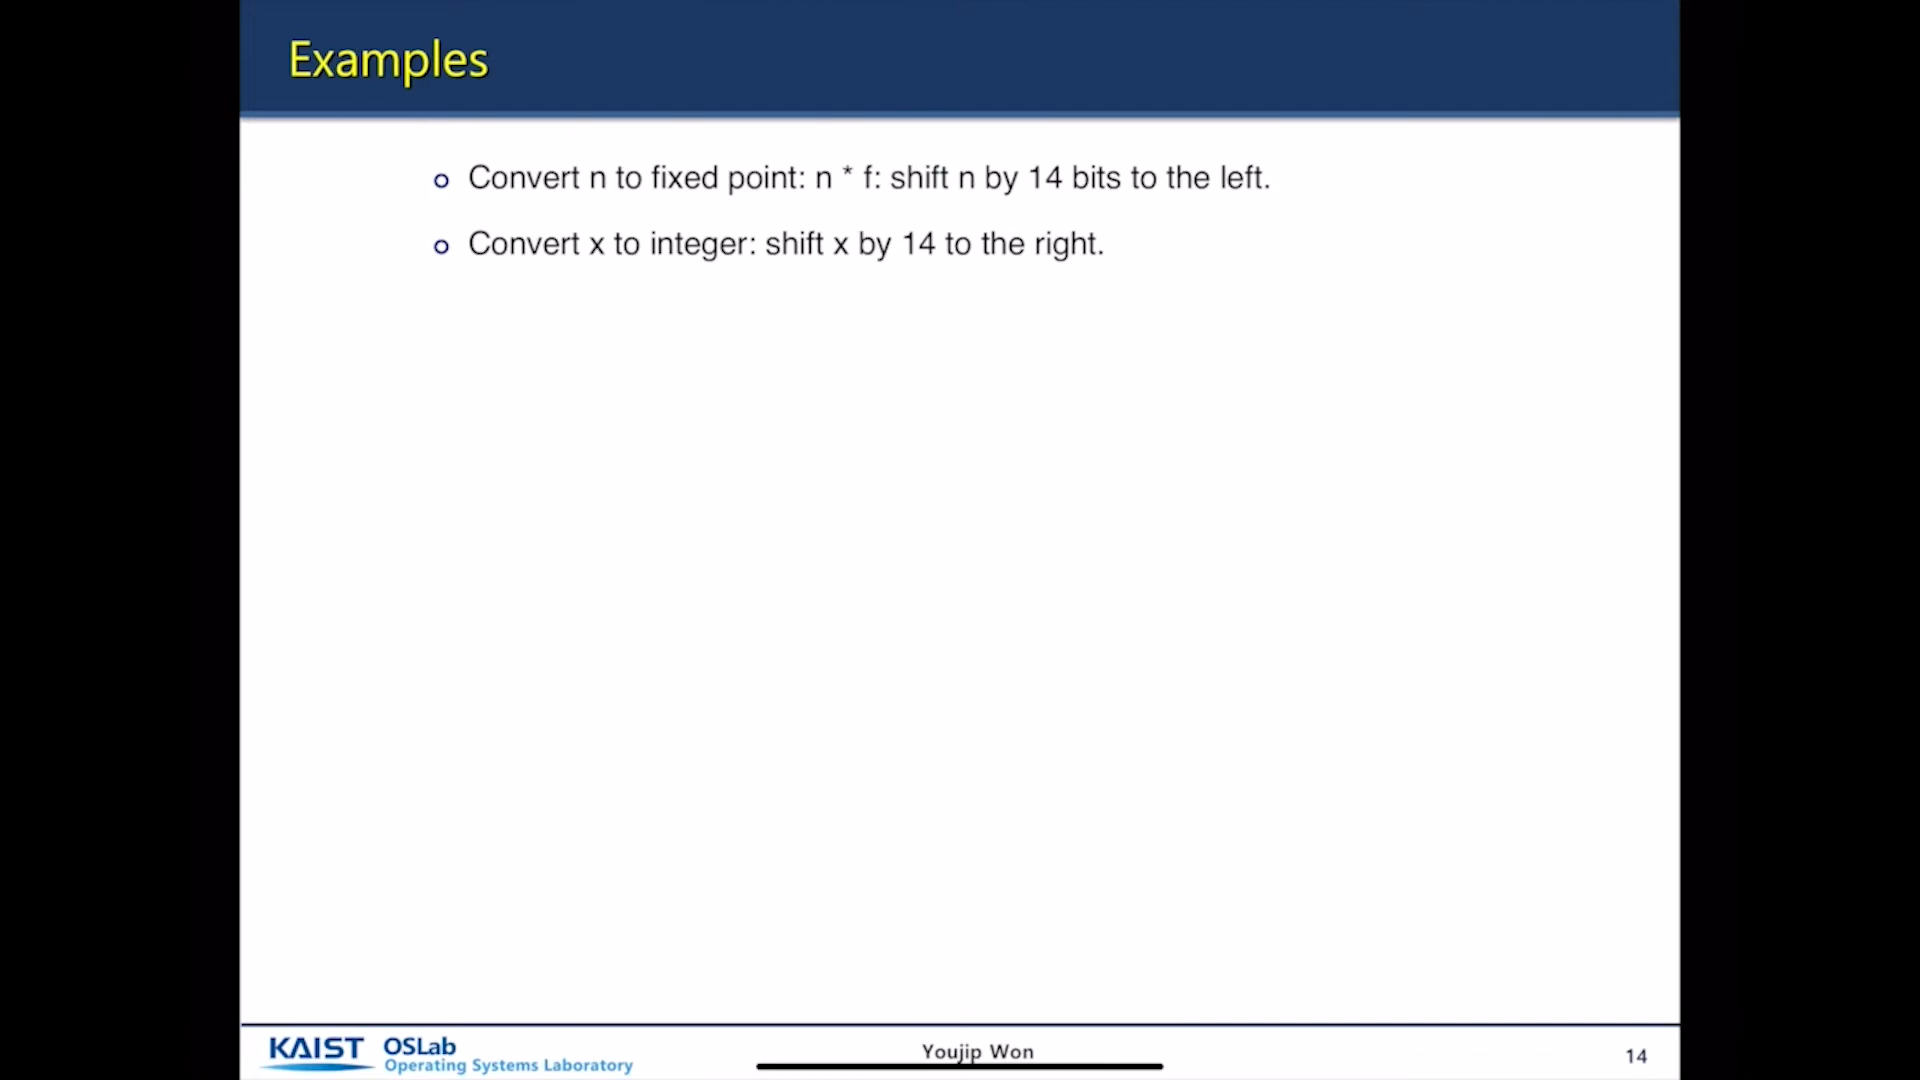 Examples
Convert n to fixed point: n * f: shift n by 14 bits to the left.
Convert x to integer: shift x by 14 to the right.
KAIST OSLab
Operating Systems Laboratory
Youjip Won
14